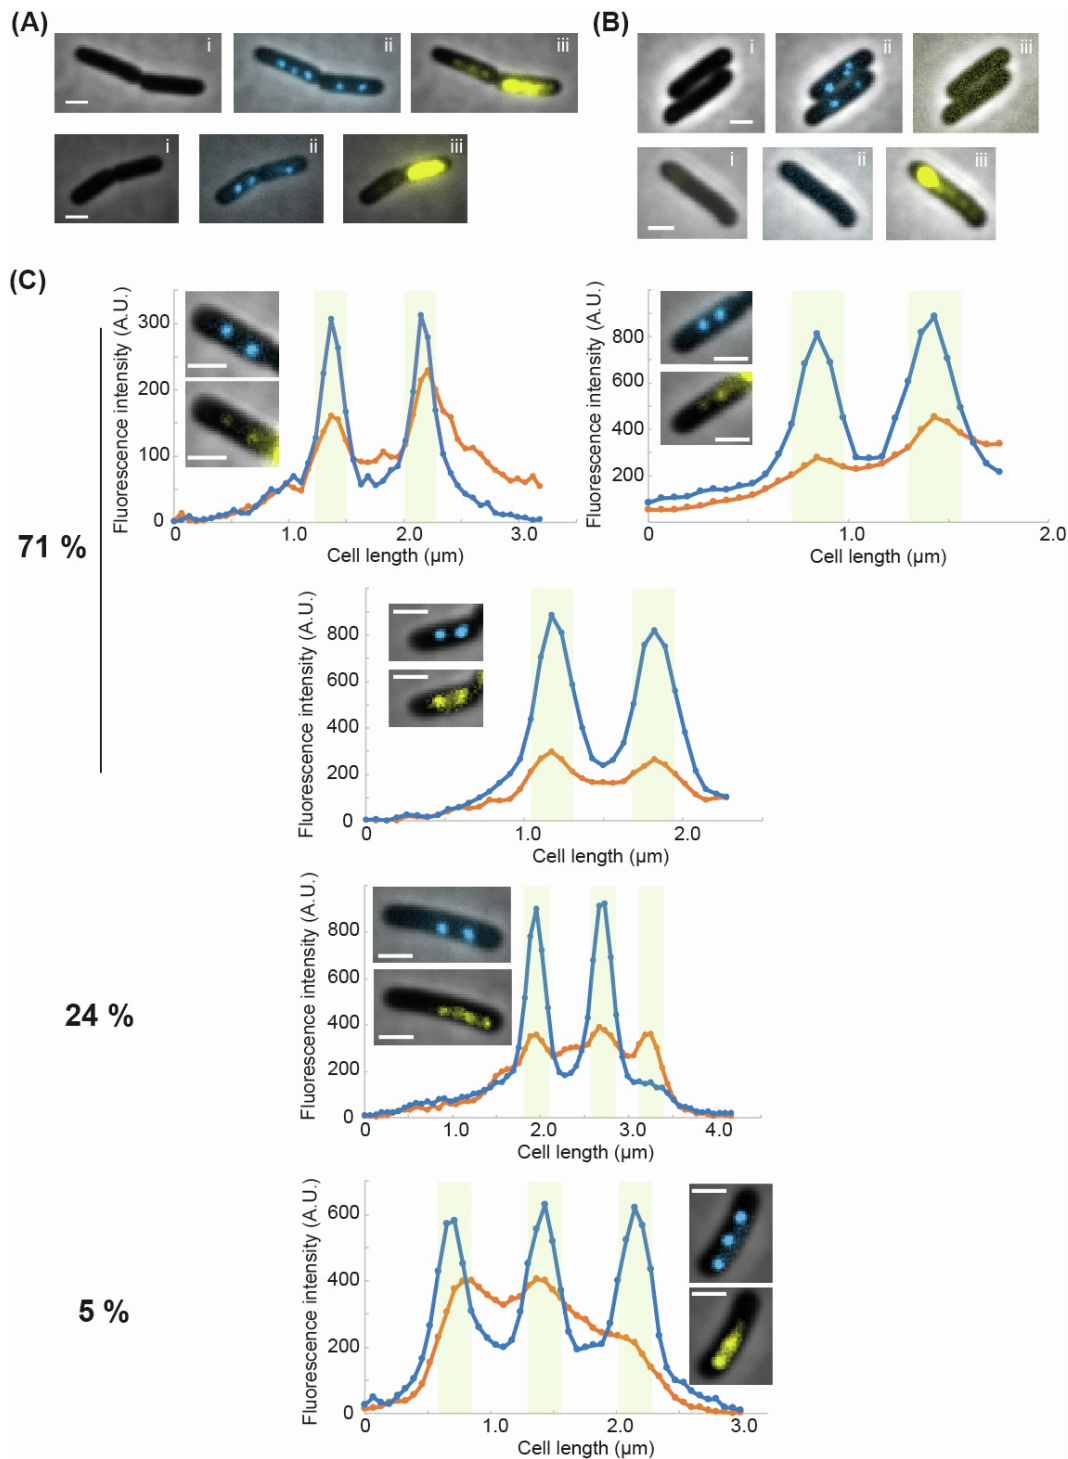 (A)
i
ii
iii
i
ii
iii
(B)
i
ii
iii
i
ii
iii
(C)
71 %
Fluorescence intensity (A.U.)
300
200
100
0
0
1.0
2.0
3.0
Cell length (µm)
Fluorescence intensity (A.U.)
800
600
400
200
0
1.0
2.0
Cell length (µm)
Fluorescence intensity (A.U.)
800
600
400
200
0
0
1.0
2.0
Cell length (µm)
24 %
Fluorescence intensity (A.U.)
800
600
400
200
0
0
1.0
2.0
3.0
4.0
Cell length (µm)
5 %
Fluorescence intensity (A.U.)
600
400
200
0
0
1.0
2.0
3.0
Cell length (µm)